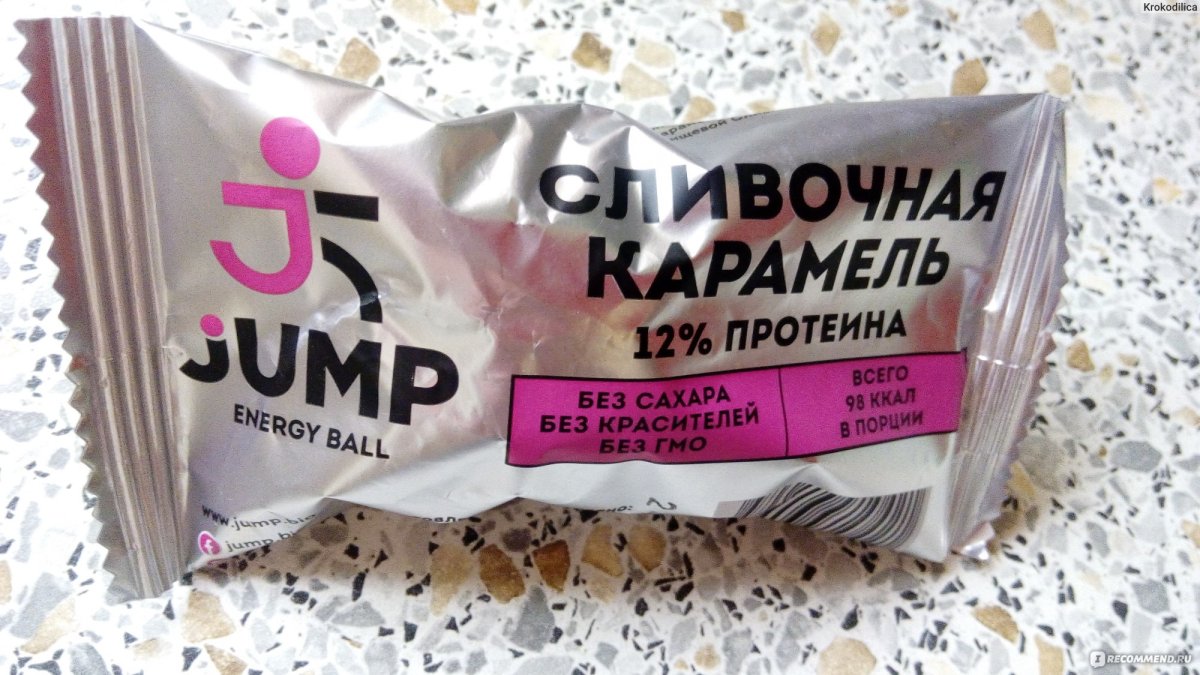 Krokodilica
СЛИВОЧНАЯ
КАРАМЕЛЬ
12% ПРОТЕИНА
БЕЗ САХАРА
БЕЗ КРАСИТЕЛЕЙ
БЕЗ ГМО
ВСЕГО
98 ККАЛ
В ПОРЦИИ
JUMP
ENERGY BALL
www.jump.
jump.
IRECOMMEND.RU